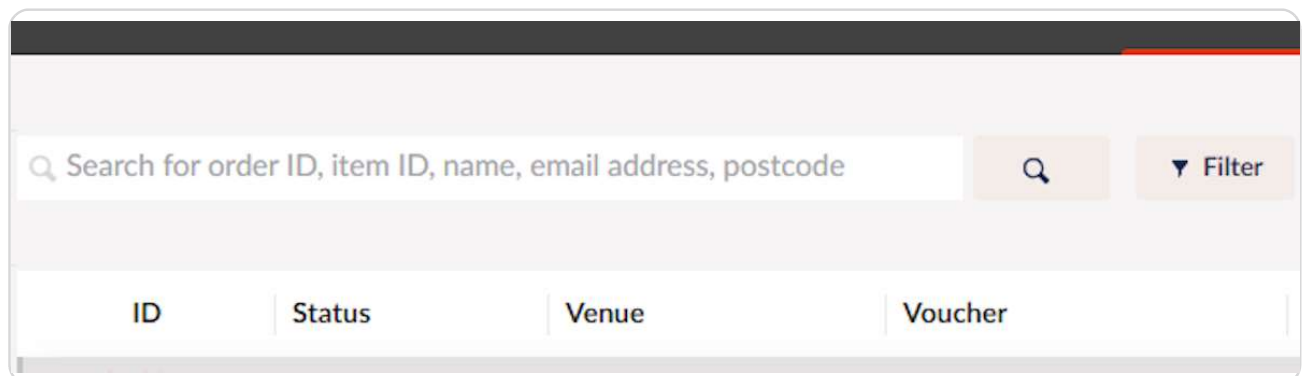 Search for order ID, item ID, name, email address, postcode
Filter
ID Status Venue Voucher